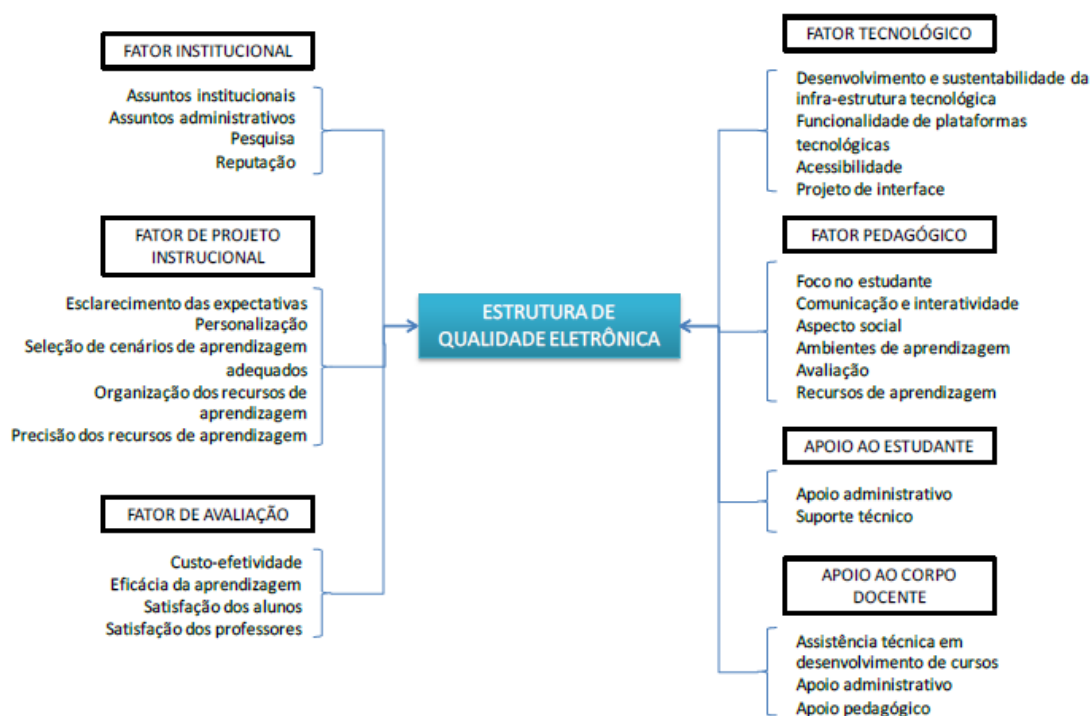 FATOR INSTITUCIONAL
Assuntos institucionais
Assuntos administrativos
Pesquisa
Reputação
FATOR DE PROJETO
INSTRUCIONAL
Esclarecimento das expectativas
Personalização
Seleção de cenários de aprendizagem
adequados
Organização dos recursos de
aprendizagem
Precisão dos recursos de aprendizagem
FATOR DE AVALIAÇÃO
Custo-efetividade
Eficácia da aprendizagem
Satisfação dos alunos
Satisfação dos professores
ESTRUTURA DE
QUALIDADE ELETRÔNICA
FATOR TECNOLÓGICO
Desenvolvimento e sustentabilidade da
infra-estrutura tecnológica
Funcionalidade de plataformas
tecnológicas
Acessibilidade
Projeto de interface
FATOR PEDAGÓGICO
Foco no estudante
Comunicação e interatividade
Aspecto social
Ambientes de aprendizagem
Avaliação
Recursos de aprendizagem
APOIO AO ESTUDANTE
Apoio administrativo
Suporte técnico
APOIO AO CORPO
DOCENTE
Assistência técnica em
desenvolvimento de cursos
Apoio administrativo
Apoio pedagógico